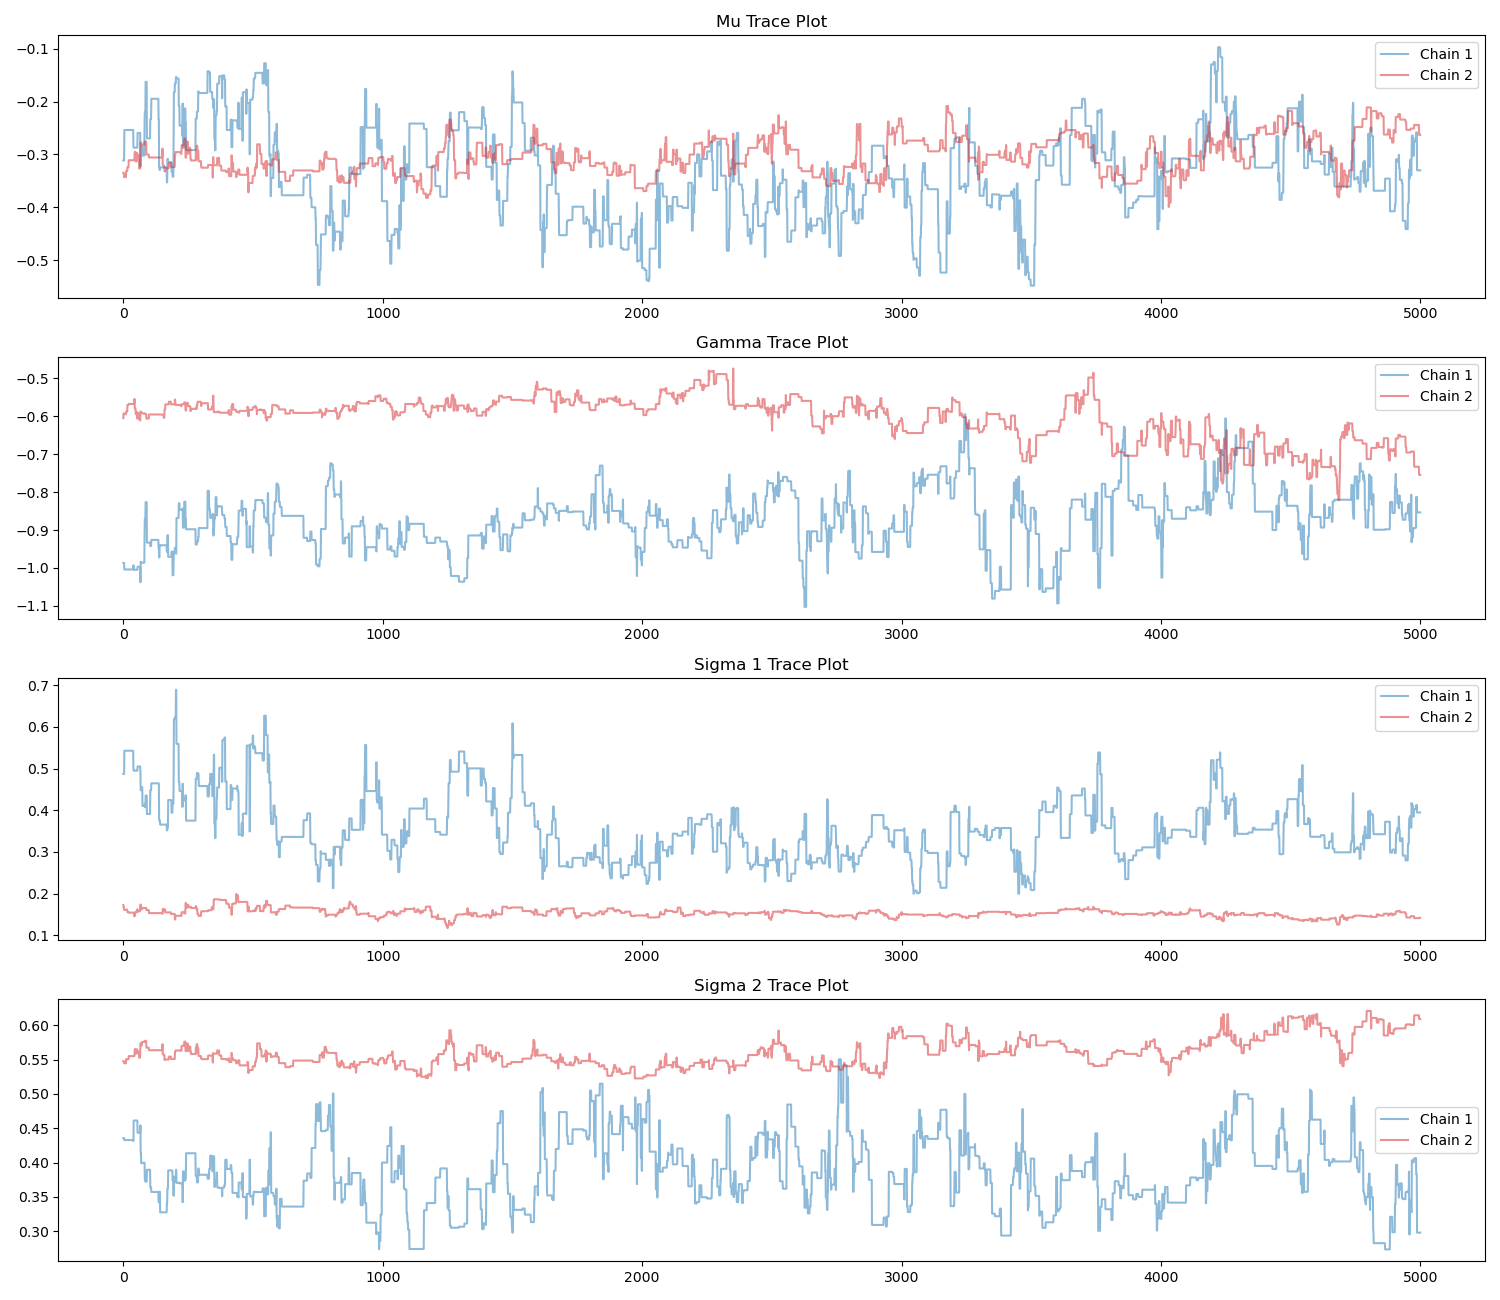 Mu Trace Plot
−0.1
−0.2
−0.3
−0.4
−0.5
Chain 1
Chain 2
0 1000 2000 3000 4000 5000
Gamma Trace Plot
−0.5
−0.6
−0.7
−0.8
−0.9
−1.0
−1.1
Chain 1
Chain 2
0 1000 2000 3000 4000 5000
Sigma 1 Trace Plot
0.7
0.6
0.5
0.4
0.3
0.2
0.1
Chain 1
Chain 2
0 1000 2000 3000 4000 5000
Sigma 2 Trace Plot
0.60
0.55
0.50
0.45
0.40
0.35
0.30
Chain 1
Chain 2
0 1000 2000 3000 4000 5000